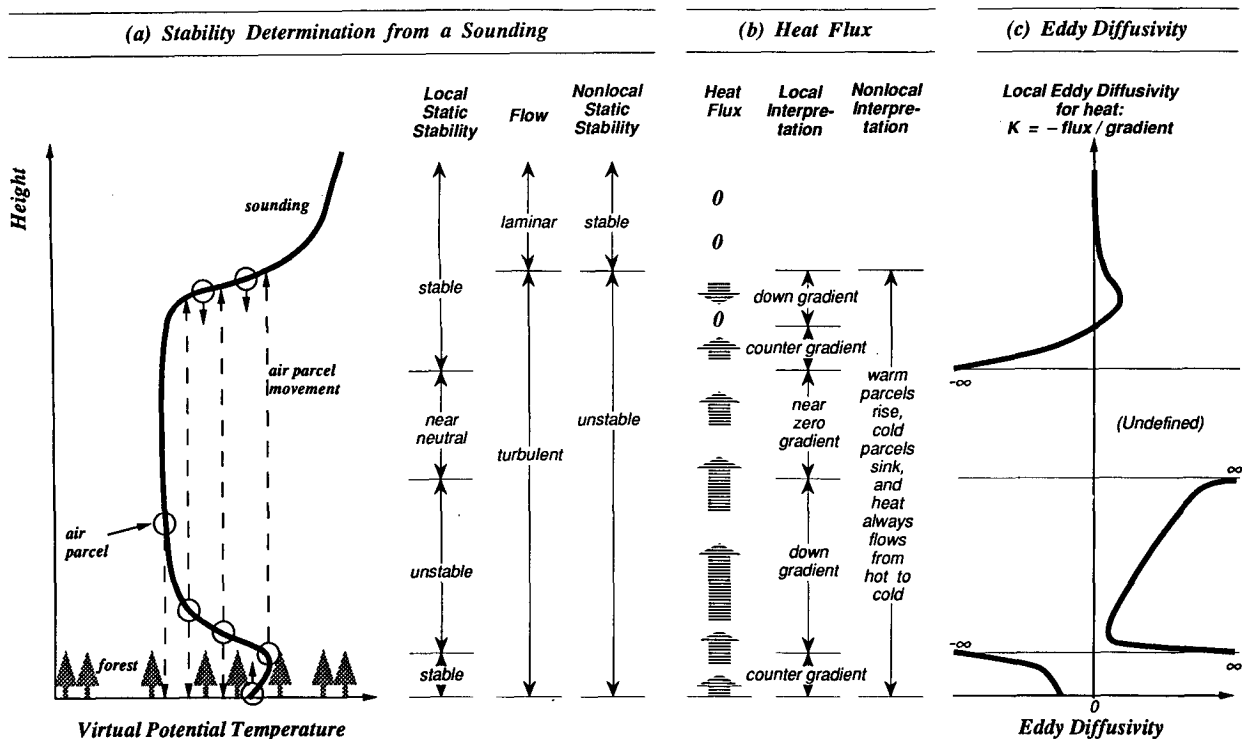 (a) Stability Determination from a Sounding
Local
Static
Stability
Flow
Nonlocal
Static
Stability
Height
sounding
air parcel
movement
air
parcel
forest
Virtual Potential Temperature
stable
near
neutral
unstable
stable
laminar
turbulent
stable
unstable
(b) Heat Flux
Heat
Flux
Local
Interpre-
tation
Nonlocal
Interpre-
tation
0
0
0
down gradient
counter gradient
near
zero
gradient
down
gradient
counter gradient
warm
parcels
rise,
cold
parcels
sink,
and
heat
always
flows
from
hot to
cold
(c) Eddy Diffusivity
Local Eddy Diffusivity
for heat:
K = – flux / gradient
-∞
(Undefined)
∞
-∞
∞
0
Eddy Diffusivity